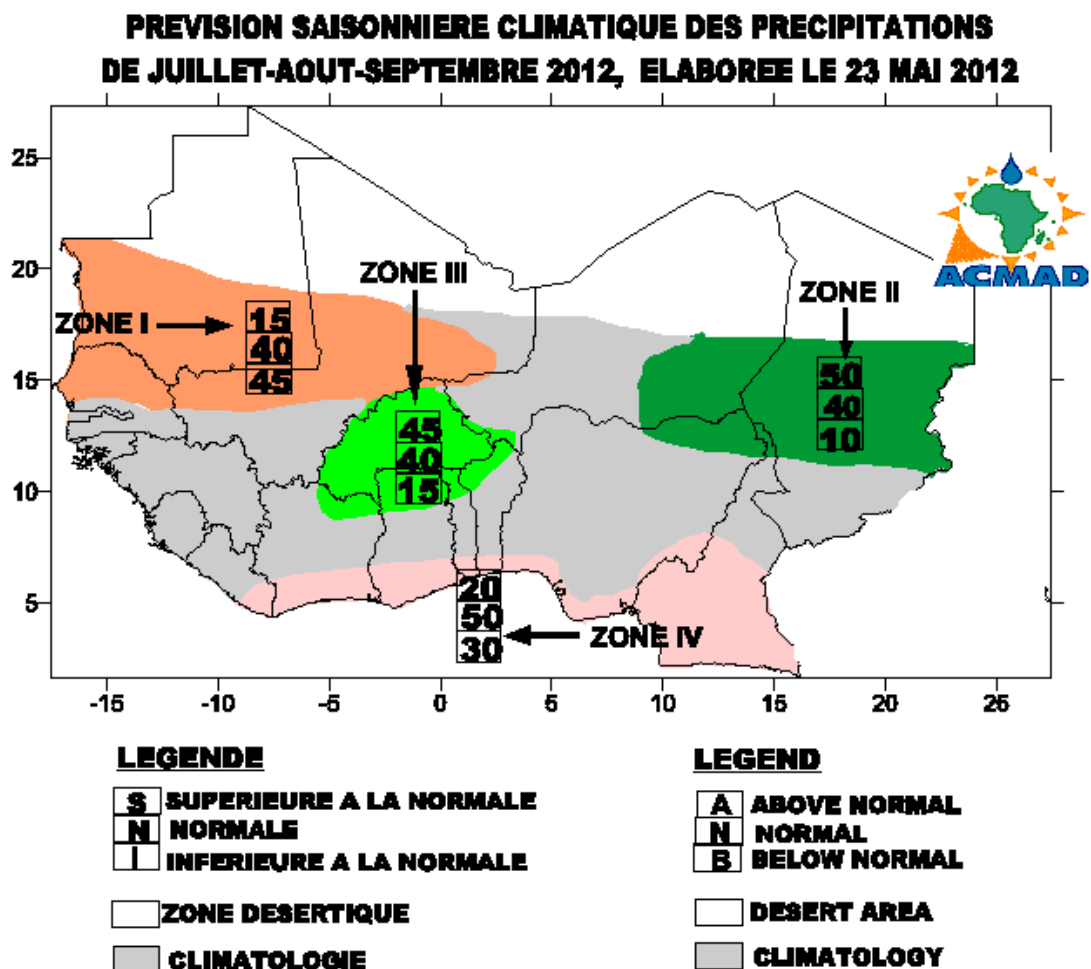 PREVISION SAISONNIERE CLIMATIQUE DES PRECIPITATIONS
DE JUILLET-AOUT-SEPTEMBRE 2012, ELABOREE LE 23 MAI 2012
25
20
15
10
5
-15 -10 -5 0 5 10 15 20 25
ACMAD
ZONE III
ZONE II
ZONE I
15
40
45
50
40
10
45
40
15
20
50
30
ZONE IV
LEGENDE
S SUPERIEURE A LA NORMALE
N NORMALE
I INFERIEURE A LA NORMALE
ZONE DESERTIQUE
CLIMATOLOGIE
LEGEND
A ABOVE NORMAL
N NORMAL
B BELOW NORMAL
DESERT AREA
CLIMATOLOGY